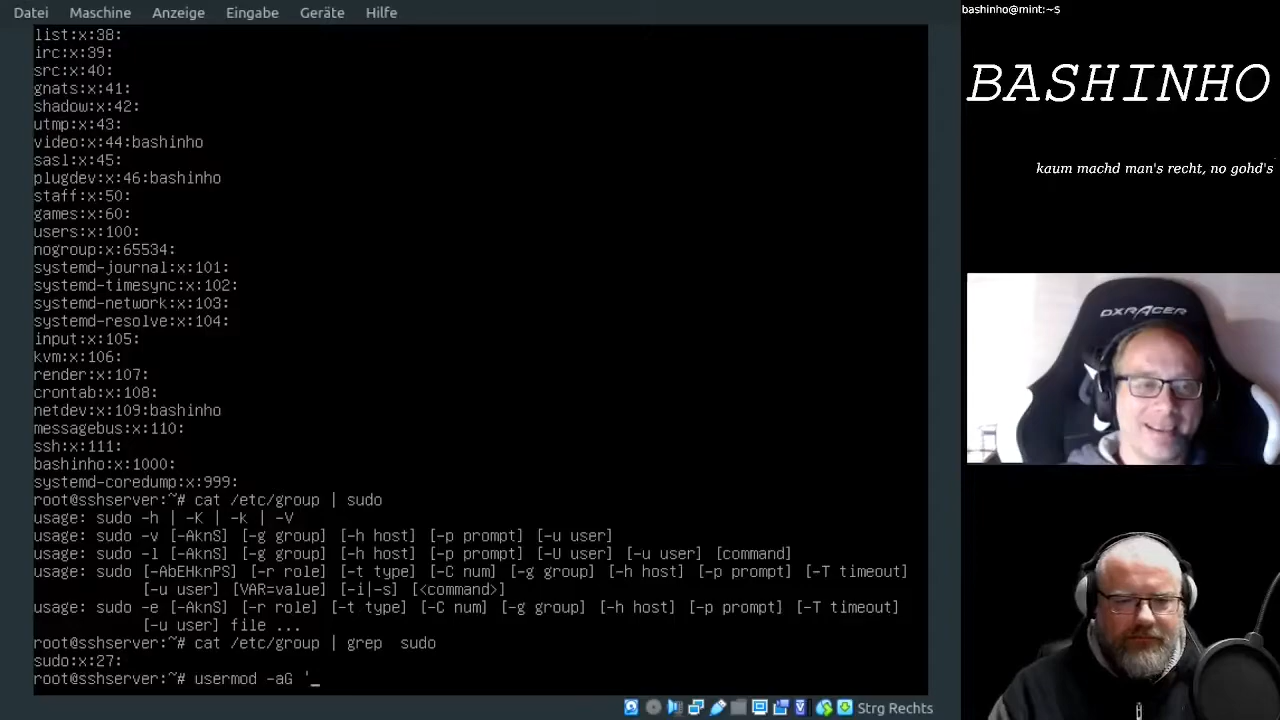 Datei Maschine Anzeige Eingabe Geräte Hilfe
list:x:38:
irc:x:39:
src:x:40:
gnats:x:41:
shadow:x:42:
utmp:x:43:
video:x:44:bashinho
sasl:x:45:
plugdev:x:46:bashinho
staff:x:50:
games:x:60:
users:x:100:
nogroup:x:65534:
systemd-journal:x:101:
systemd-timesync:x:102:
systemd-network:x:103:
systemd-resolve:x:104:
input:x:105:
kvm:x:106:
render:x:107:
crontab:x:108:
netdev:x:109:bashinho
messagebus:x:110:
ssh:x:111:
bashinho:x:1000:
systemd-coredump:x:999:
root@sshserver:~# cat /etc/group | sudo
usage: sudo -h | -K | -k | -V
usage: sudo -v [-AknS] [-g group] [-h host] [-p prompt] [-u user]
usage: sudo -l [-AknS] [-g group] [-h host] [-p prompt] [-U user] [-u user] [command]
usage: sudo [-AbEHknPS] [-r role] [-t type] [-C num] [-g group] [-h host] [-p prompt] [-T timeout]
[-u user] [VAR=value] [-i|-s] [<command>]
usage: sudo -e [-AknS] [-r role] [-t type] [-C num] [-g group] [-h host] [-p prompt] [-T timeout]
[-u user] file ...
root@sshserver:~# cat /etc/group | grep  sudo
sudo:x:27:
root@sshserver:~# usermod -aG '_
Strg Rechts
bashinho@mint:~$
BASHINHO
kaum machd man's recht, no gohd's
DXRACER